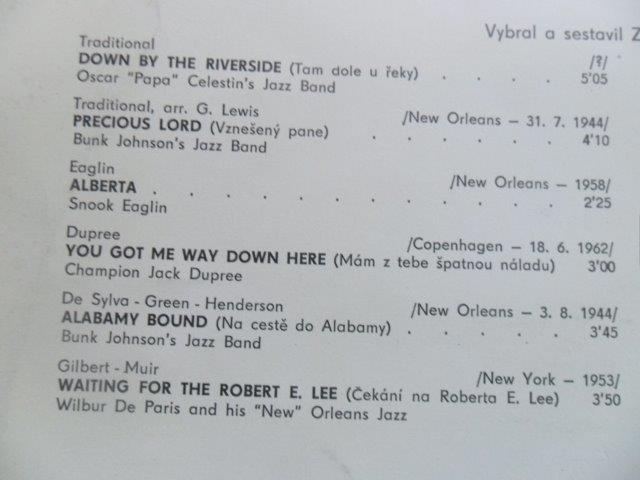 Vybral a sestavil Z
Traditional /?/
DOWN BY THE RIVERSIDE (Tam dole u řeky) . . . . 5'05
Oscar "Papa" Celestin's Jazz Band
Traditional, arr. G. Lewis /New Orleans – 31. 7. 1944/
PRECIOUS LORD (Vznešený pane) . . . . . 4'10
Bunk Johnson's Jazz Band
Eaglin /New Orleans – 1958/
ALBERTA . . . . . . . . . . . 2'25
Snook Eaglin
Dupree /Copenhagen – 18. 6. 1962/
YOU GOT ME WAY DOWN HERE (Mám z tebe špatnou náladu) 3'00
Champion Jack Dupree
De Sylva - Green - Henderson /New Orleans – 3. 8. 1944/
ALABAMY BOUND (Na cestě do Alabamy) . . . . . 3'45
Bunk Johnson's Jazz Band
Gilbert - Muir /New York – 1953/
WAITING FOR THE ROBERT E. LEE (Čekání na Roberta E. Lee) 3'50
Wilbur De Paris and his "New" Orleans Jazz